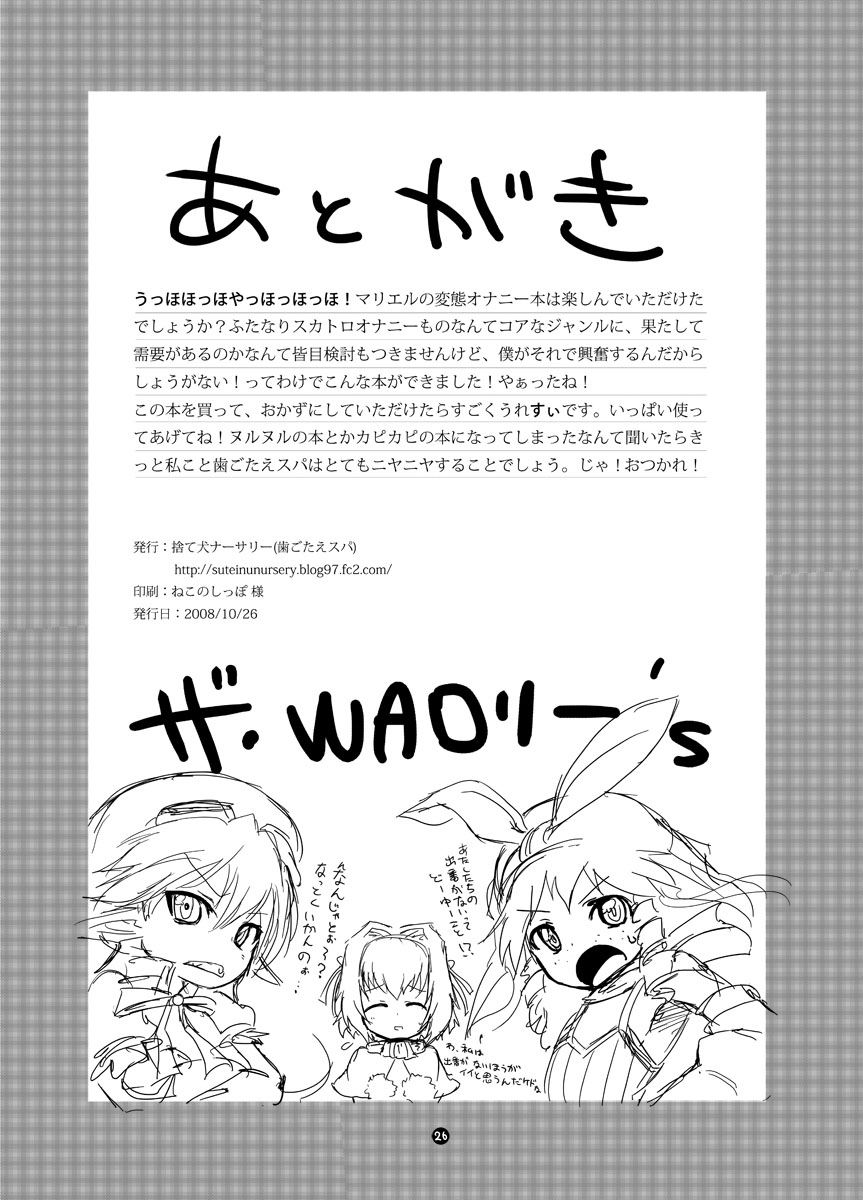 あとがき
うっほほっほやっほっほっほ！マリエルの変態オナニー本は楽しんでいただけた
でしょうか？ふたなりスカトロオナニーものなんてコアなジャンルに、果たして
需要があるのかなんて皆目検討もつきませんけど、僕がそれで興奮するんだから
しょうがない！ってわけでこんな本ができました！やぁったね！
この本を買って、おかずにしていただけたらすごくうれすぃです。いっぱい使っ
てあげてね！ヌルヌルの本とかカピカピの本になってしまったなんて聞いたらき
っと私こと歯ごたえスパはとてもニヤニヤすることでしょう。じゃ！おつかれ！
発行：捨て犬ナーサリー(歯ごたえスパ)
http://suteinunursery.blog97.fc2.com/
印刷：ねこのしっぽ 様
発行日：2008/10/26
ザ・WAロリー's
あたしたちの
出番がないって
どーゆーこと!?
なんじゃとぉろ？
なっとくいかんのぉ…
わ、私は
出番がないほうが
イイと思うんだケドな
26